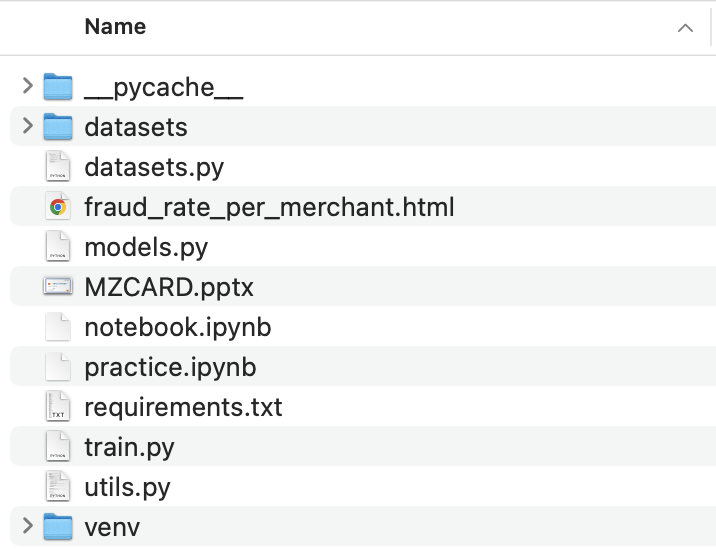 Name
__pycache__
datasets
datasets.py
fraud_rate_per_merchant.html
models.py
MZCARD.pptx
notebook.ipynb
practice.ipynb
requirements.txt
train.py
utils.py
venv